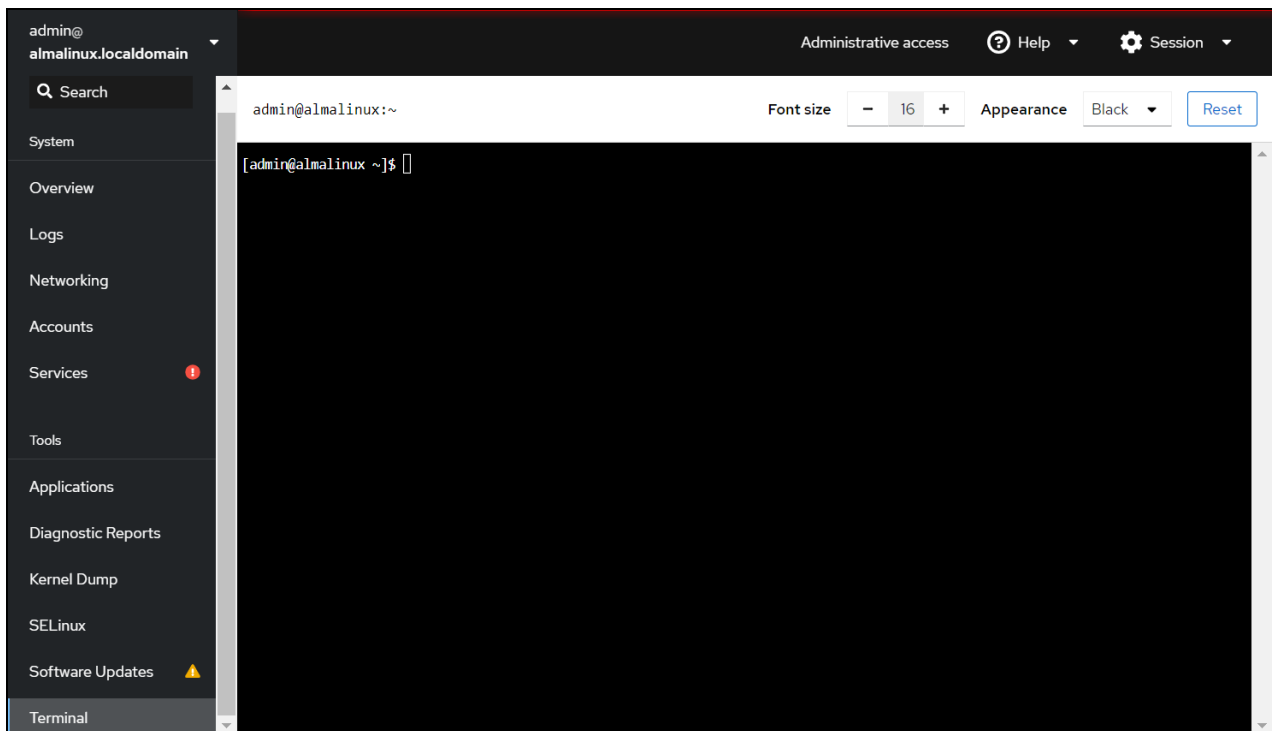 admin@
almalinux.localdomain
Administrative access
Help
Session
Search
admin@almalinux:~
Font size
16
Appearance
Black
Reset
System
[admin@almalinux ~]$
Overview
Logs
Networking
Accounts
Services
Tools
Applications
Diagnostic Reports
Kernel Dump
SELinux
Software Updates
Terminal